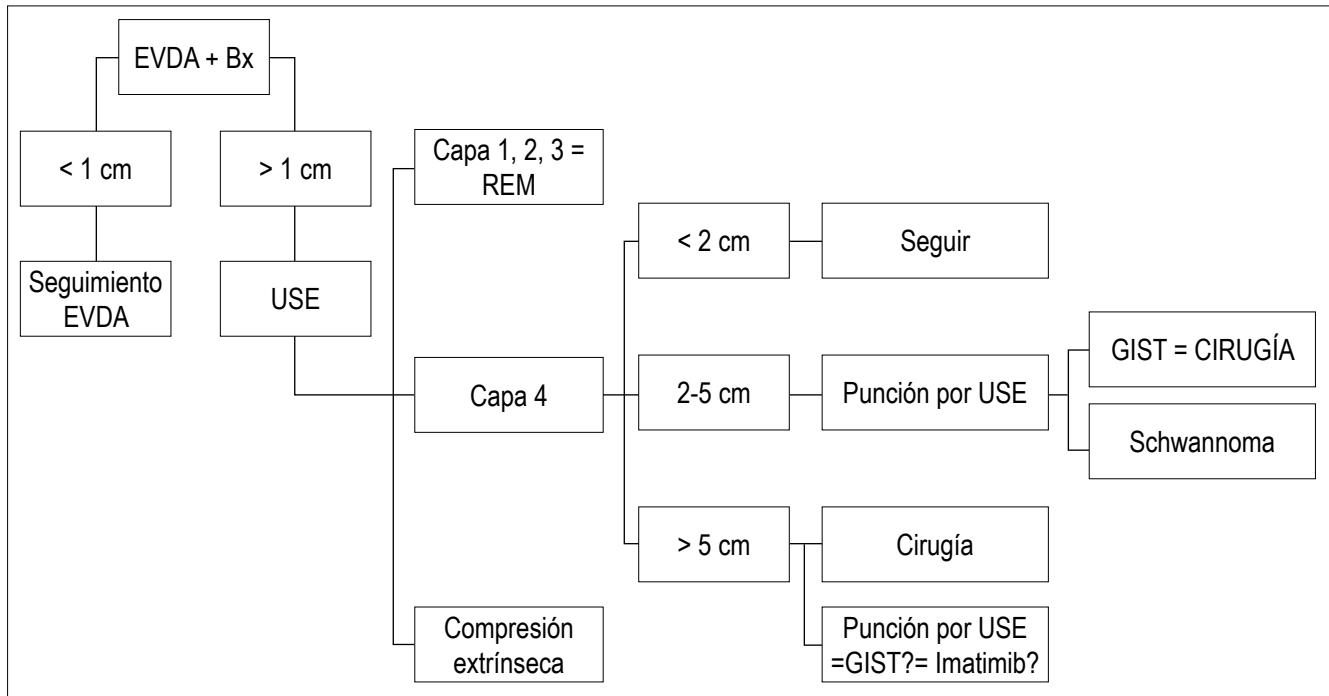 EVDA + Bx
< 1 cm
> 1 cm
Seguimiento
EVDA
USE
Capa 1, 2, 3 =
REM
Capa 4
Compresión
extrínseca
< 2 cm
Seguir
2-5 cm
Punción por USE
GIST = CIRUGÍA
Schwannoma
> 5 cm
Cirugía
Punción por USE
=GIST?= Imatimib?